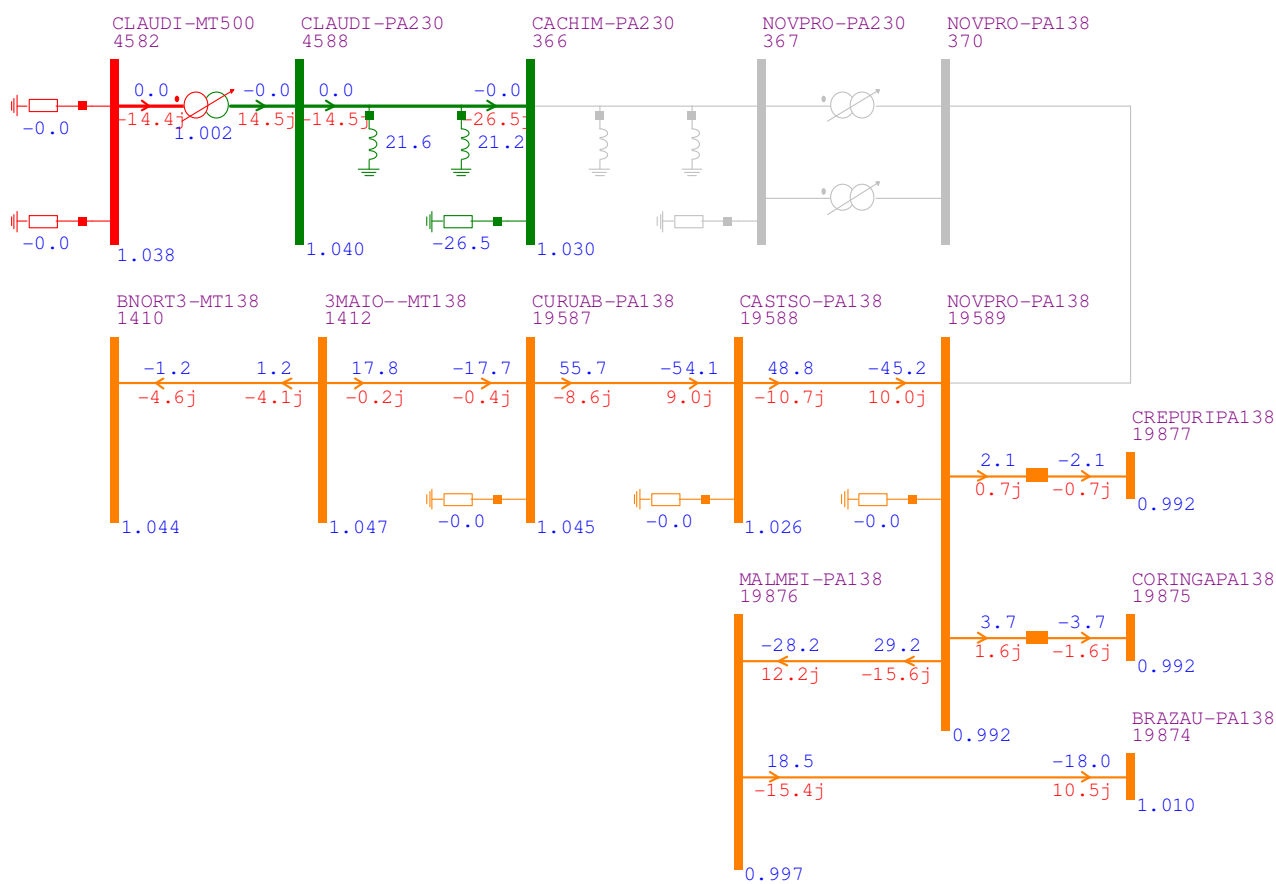 CLAUDI-MT500 CLAUDI-PA230 CACHIM-PA230 NOVPRO-PA230 NOVPRO-PA138
4582 4588 366 367 370
0.0 -0.0 0.0 -0.0
-14.4j 14.5j -14.5j -26.5j
-0.0 1.002 21.6 21.2
-0.0 -26.5
1.038 1.040 1.030
BNORT3-MT138 3MAIO--MT138 CURUAB-PA138 CASTSO-PA138 NOVPRO-PA138
1410 1412 19587 19588 19589
-1.2 1.2 17.8 -17.7 55.7 -54.1 48.8 -45.2
-4.6j -4.1j -0.2j -0.4j -8.6j 9.0j -10.7j 10.0j
CREPURIPA138
19877
2.1 -2.1
0.7j -0.7j
0.992
-0.0 -0.0 -0.0
1.044 1.047 1.045 1.026
MALMEI-PA138 CORINGAPA138
19876 19875
3.7 -3.7
1.6j -1.6j
-28.2 29.2
12.2j -15.6j
0.992
BRAZAU-PA138
19874
0.992
18.5 -18.0
-15.4j 10.5j
1.010
0.997